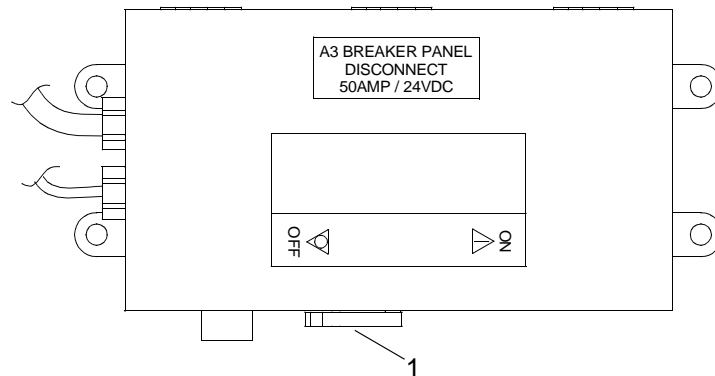 A3 BREAKER PANEL
DISCONNECT
50AMP / 24VDC
OFF
ON
1